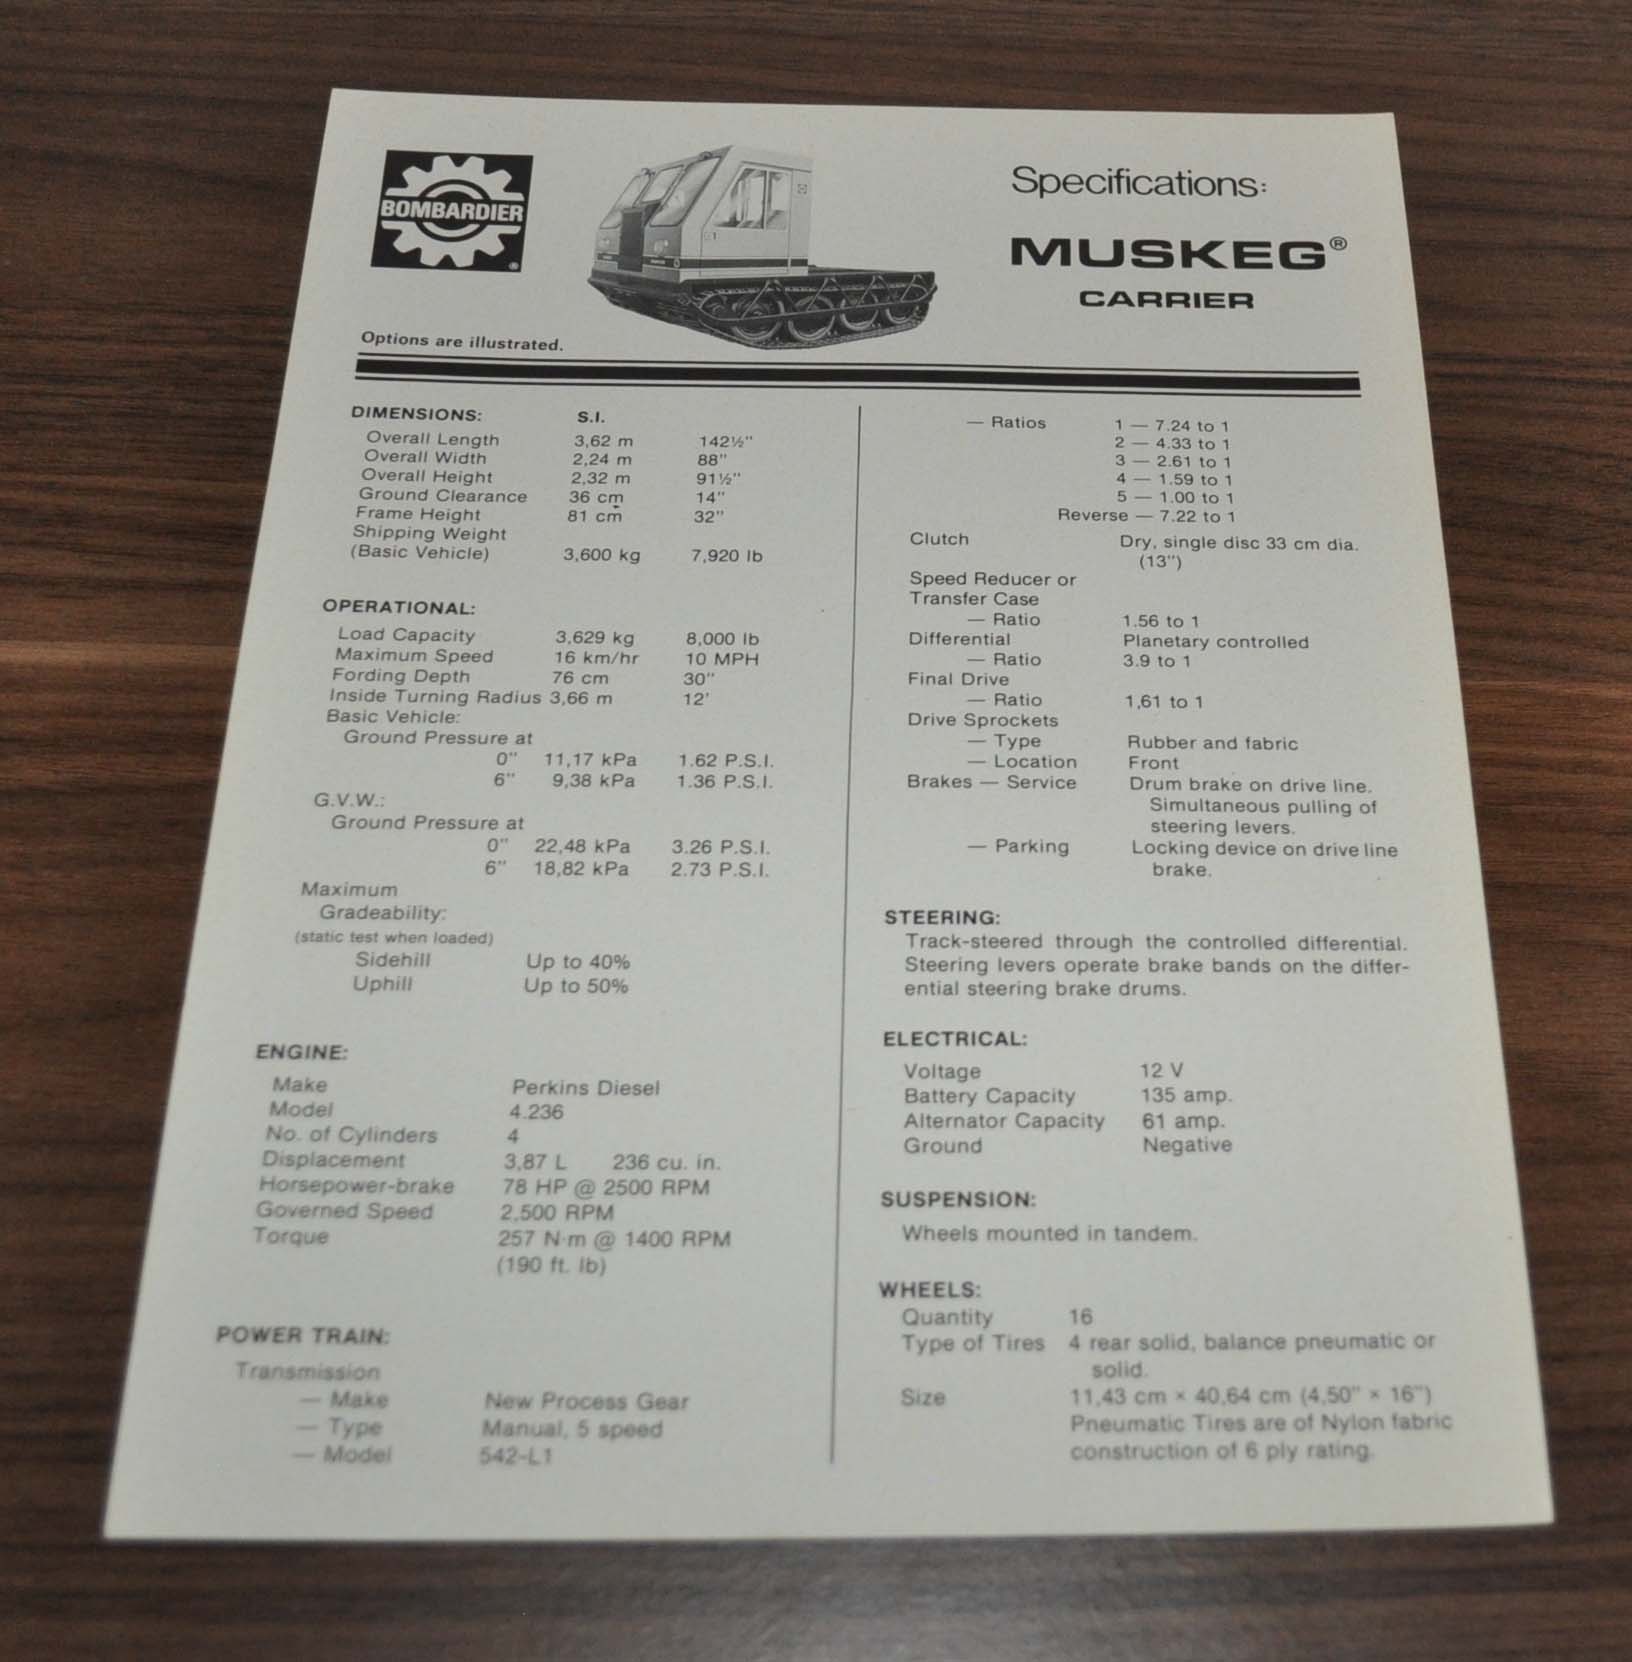 BOMBARDIER
®
Specifications:
MUSKEG®
CARRIER
Options are illustrated.
DIMENSIONS: S.I.
Overall Length 3,62 m 142½"
Overall Width 2,24 m 88"
Overall Height 2,32 m 91½"
Ground Clearance 36 cm 14"
Frame Height 81 cm 32"
Shipping Weight
(Basic Vehicle) 3,600 kg 7,920 lb
OPERATIONAL:
Load Capacity 3,629 kg 8,000 lb
Maximum Speed 16 km/hr 10 MPH
Fording Depth 76 cm 30"
Inside Turning Radius 3,66 m 12'
Basic Vehicle:
Ground Pressure at
0" 11,17 kPa 1.62 P.S.I.
6" 9,38 kPa 1.36 P.S.I.
G.V.W.:
Ground Pressure at
0" 22,48 kPa 3.26 P.S.I.
6" 18,82 kPa 2.73 P.S.I.
Maximum
Gradeability:
(static test when loaded)
Sidehill Up to 40%
Uphill Up to 50%
ENGINE:
Make Perkins Diesel
Model 4.236
No. of Cylinders 4
Displacement 3,87 L 236 cu. in.
Horsepower-brake 78 HP @ 2500 RPM
Governed Speed 2,500 RPM
Torque 257 N·m @ 1400 RPM
(190 ft. lb)
POWER TRAIN:
Transmission
— Make New Process Gear
— Type Manual, 5 speed
— Model 542-L1
— Ratios 1 — 7.24 to 1
2 — 4.33 to 1
3 — 2.61 to 1
4 — 1.59 to 1
5 — 1.00 to 1
Reverse — 7.22 to 1
Clutch Dry, single disc 33 cm dia.
(13")
Speed Reducer or
Transfer Case
— Ratio 1.56 to 1
Differential Planetary controlled
— Ratio 3.9 to 1
Final Drive
— Ratio 1,61 to 1
Drive Sprockets
— Type Rubber and fabric
— Location Front
Brakes — Service Drum brake on drive line.
Simultaneous pulling of
steering levers.
— Parking Locking device on drive line
brake.
STEERING:
Track-steered through the controlled differential.
Steering levers operate brake bands on the differ-
ential steering brake drums.
ELECTRICAL:
Voltage 12 V
Battery Capacity 135 amp.
Alternator Capacity 61 amp.
Ground Negative
SUSPENSION:
Wheels mounted in tandem.
WHEELS:
Quantity 16
Type of Tires 4 rear solid, balance pneumatic or
solid.
Size 11,43 cm × 40,64 cm (4,50" × 16")
Pneumatic Tires are of Nylon fabric
construction of 6 ply rating.